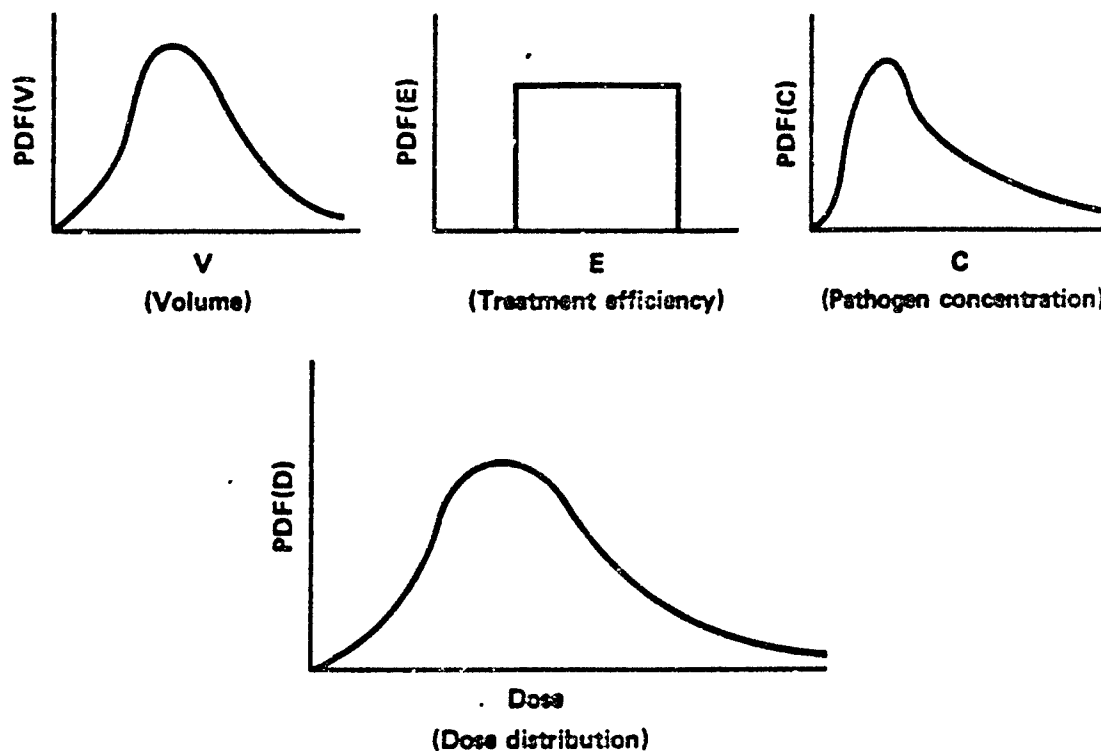 PDF(V)
V
(Volume)
PDF(E)
E
(Treatment efficiency)
PDF(C)
C
(Pathogen concentration)
PDF(D)
Dose
(Dose distribution)